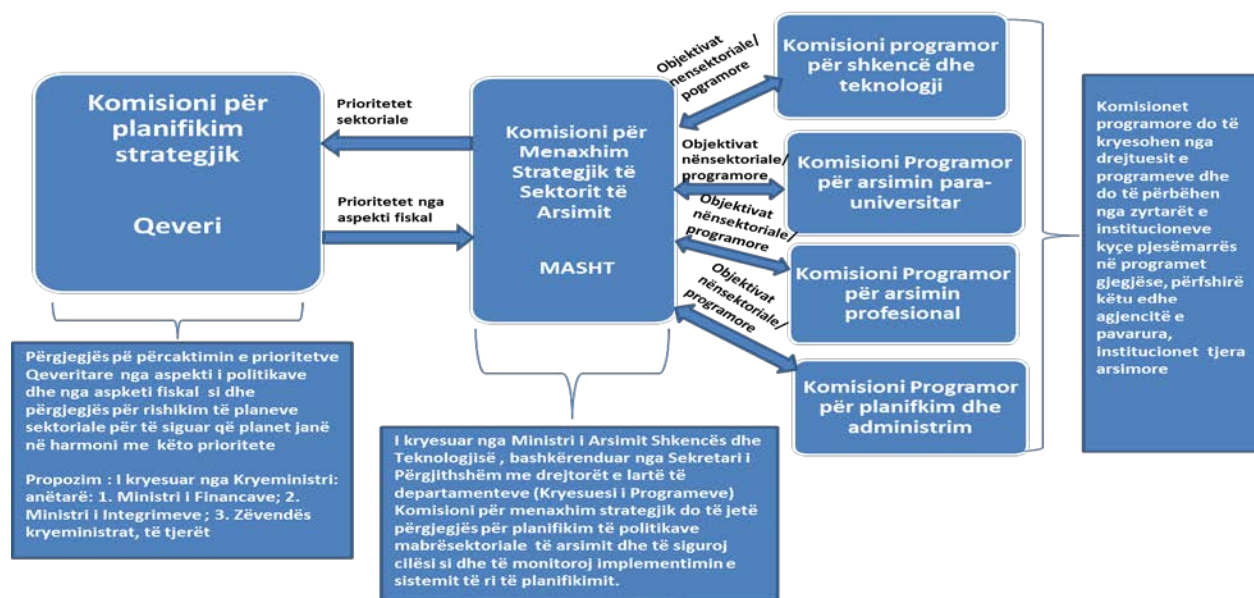 Komisioni për
planifikim
strategjik
Qeveri
Prioritetet
sektoriale
Prioritetet nga
aspekti fiskal
Komisioni për
Menaxhim
Strategjik të
Sektorit të
Arsimit
MASHT
Objektivat
nensektoriale/
pogramore
Objektivat
nënsektoriale/
programore
Objektivat
nënsektoriale/
programore
Objektivat
nënsektoriale/
programore
Komisioni programor
për shkencë dhe
teknologji
Komisioni Programor
për arsimin para-
universitar
Komisioni Programor
për arsimin
profesional
Komisioni Programor
për planifkim dhe
administrim
Komisionet
programore do të
kryesohen nga
drejtuesit e
programeve dhe
do të përbëhen
nga zyrtarët e
institucioneve
kyçe pjesëmarrës
në programet
gjegjëse, përfshirë
këtu edhe
agjencitë e
pavarura,
institucionet tjera
arsimore
Përgjegjës pë përcaktimin e prioritetve
Qeveritare nga aspekti i politikave
dhe nga aspketi fiskal si dhe
përgjegjës për rishikim të planeve
sektoriale për të siguar që planet janë
në harmoni me këto prioritete
Propozim : I kryesuar nga Kryeministri:
anëtarë: 1. Ministri i Financave; 2.
Ministri i Integrimeve ; 3. Zëvendës
kryeministrat, të tjerët
I kryesuar nga Ministri i Arsimit Shkencës dhe
Teknologjisë , bashkërenduar nga Sekretari i
Përgjithshëm me drejtorët e lartë të
departamenteve (Kryesuesi i Programeve)
Komisioni për menaxhim strategjik do të jetë
përgjegjës për planifikim të politikave
mabrësektoriale të arsimit dhe të siguroj
cilësi si dhe të monitoroj implementimin e
sistemit të ri të planifikimit.